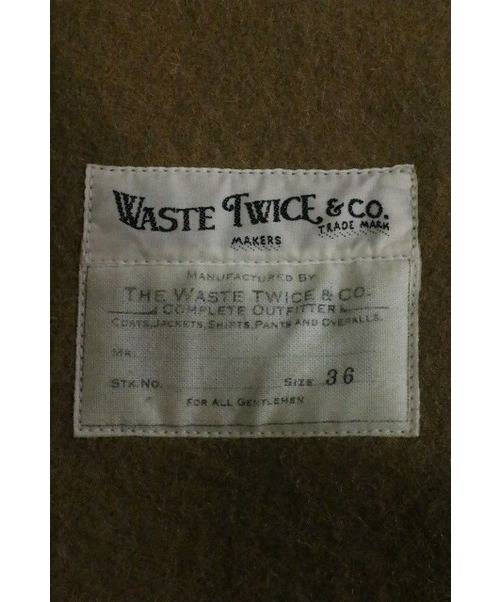 WASTE TWICE & CO.
TRADE MARK
MAKERS
MANUFACTURED BY
THE WASTE TWICE & CO.
COMPLETE OUTFITTER
COATS, JACKETS, SHIRTS, PANTS AND OVERALLS.
MR.
STK. NO. SIZE 36
FOR ALL GENTLEMEN